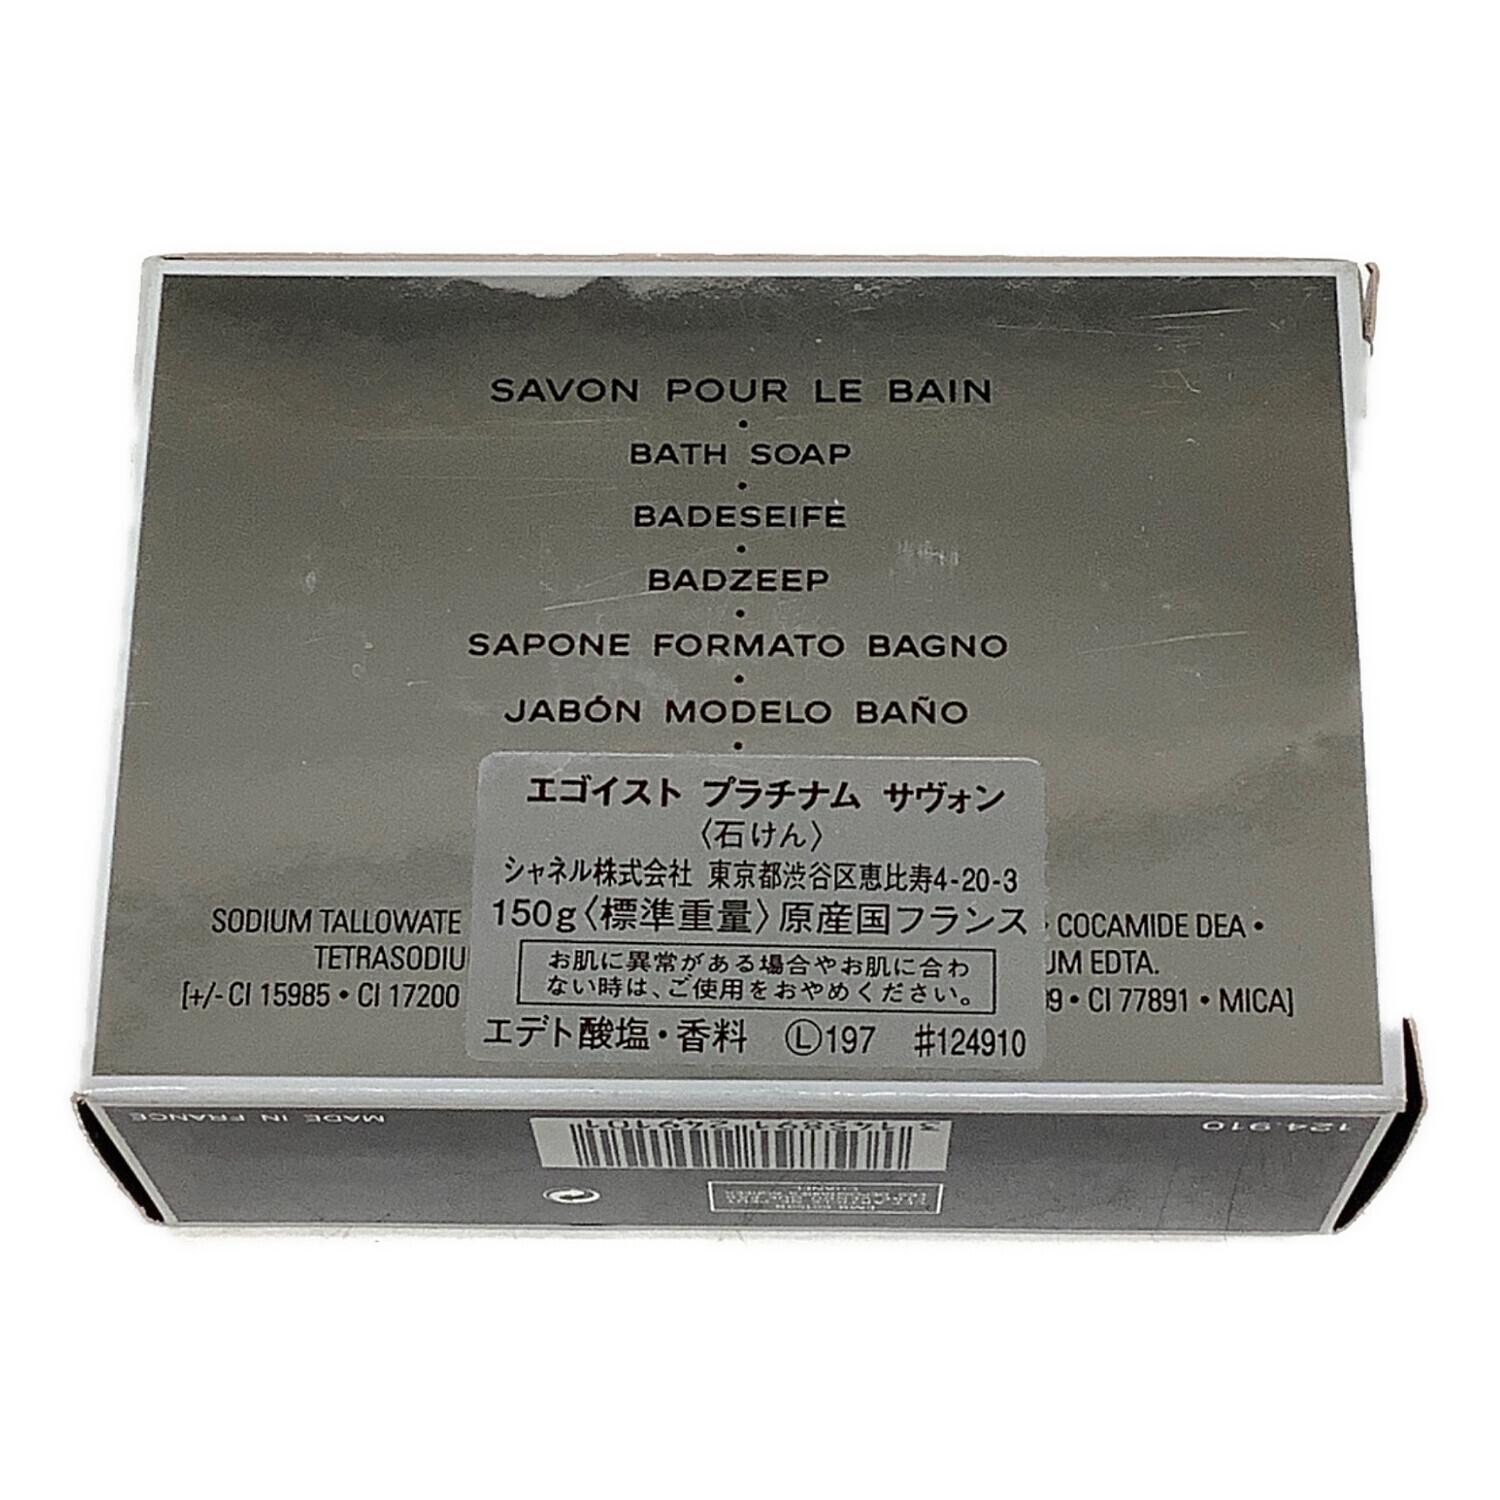 SAVON POUR LE BAIN
•
BATH SOAP
•
BADESEIFE
•
BADZEEP
•
SAPONE FORMATO BAGNO
•
JABÓN MODELO BAÑO
•
エゴイスト プラチナム サヴォン
〈石けん〉
シャネル株式会社 東京都渋谷区恵比寿4-20-3
150g〈標準重量〉原産国フランス
お肌に異常がある場合やお肌に合わ
ない時は、ご使用をおやめください。
エデト酸塩・香料 Ⓛ197 #124910
SODIUM TALLOWATE • COCAMIDE DEA •
TETRASODIU UM EDTA.
[+/- CI 15985 • CI 17200 9 • CI 77891 • MICA]
MADE IN FRANCE
3 145891 249101
124.910